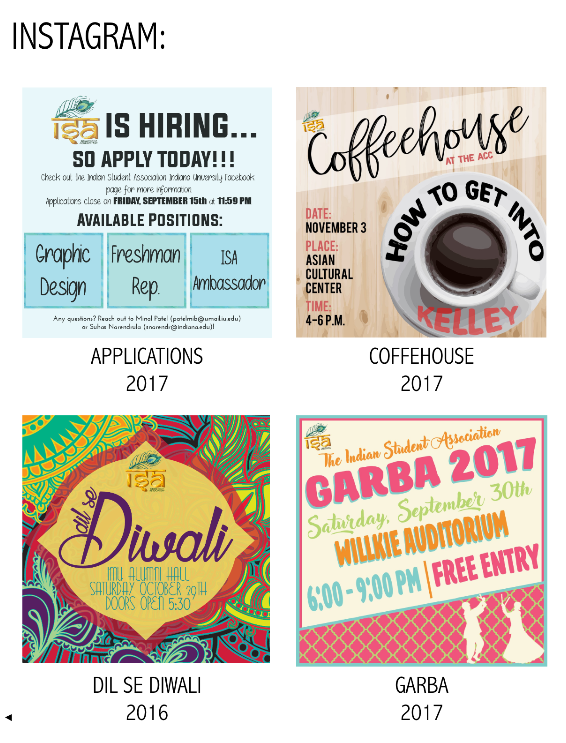 INSTAGRAM:
ISA IS HIRING...
SO APPLY TODAY!!!
Check out the Indian Student Association Indiana University Facebook
page for more information
Applications close on FRIDAY, SEPTEMBER 15th at 11:59 PM
AVAILABLE POSITIONS:
Graphic Design
Freshman Rep.
ISA Ambassador
Any questions? Reach out to Minal Patel (patelmib@umail.iu.edu)
or Suhas Narendrula (snarendr@indiana.edu)!
APPLICATIONS
2017
ISA
Coffeehouse
AT THE ACC
HOW TO GET INTO
KELLEY
DATE:
NOVEMBER 3
PLACE:
ASIAN
CULTURAL
CENTER
TIME:
4-6 P.M.
COFFEHOUSE
2017
ISA
dil se
Diwali
IMU ALUMNI HALL
SATURDAY OCTOBER 29TH
DOORS OPEN 5:30
DIL SE DIWALI
2016
ISA
The Indian Student Association
GARBA 2017
Saturday, September 30th
WILLKIE AUDITORIUM
6:00 - 9:00 PM | FREE ENTRY
GARBA
2017